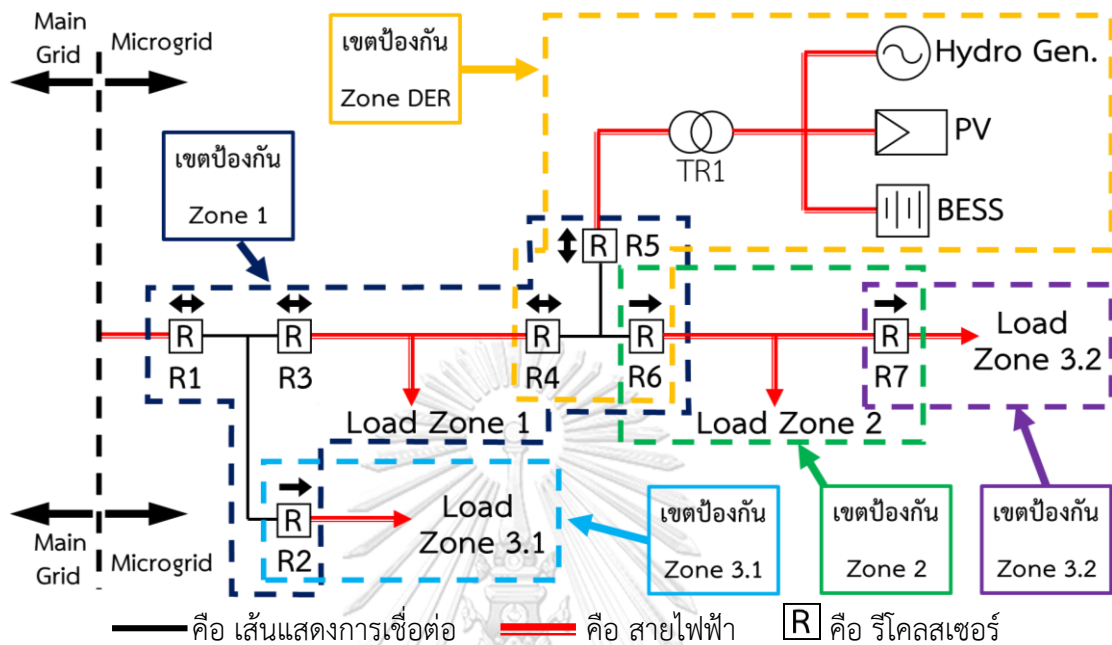 Main
Grid
Microgrid
เขตป้องกัน
Zone DER
Hydro Gen.
PV
BESS
TR1
เขตป้องกัน
Zone 1
R R5
R
R1
R
R3
R
R4
R
R6
R
R7
Load
Zone 3.2
Load Zone 1
Load Zone 2
R
R2
Load
Zone 3.1
เขตป้องกัน
Zone 3.1
เขตป้องกัน
Zone 2
เขตป้องกัน
Zone 3.2
Main
Grid
Microgrid
คือ เส้นแสดงการเชื่อต่อ
คือ สายไฟฟ้า
R คือ รีโคลสเซอร์